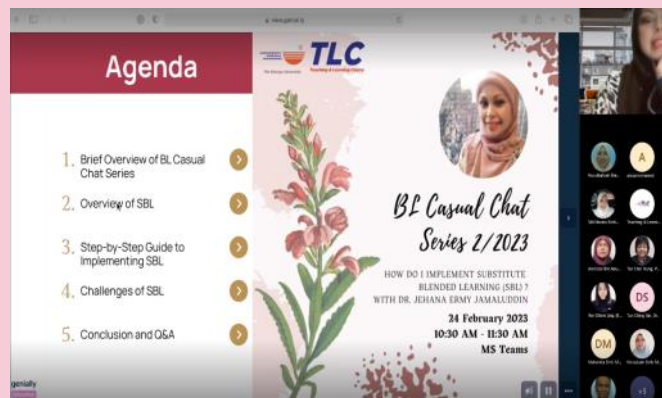 Agenda
1. Brief Overview of BL Casual
Chat Series
2. Overview of SBL
3. Step-by-Step Guide to
Implementing SBL
4. Challenges of SBL
5. Conclusion and Q&A
genially
TLC
BL Casual Chat
Series 2/2023
HOW DO I IMPLEMENT SUBSTITUTE
BLENDED LEARNING (SBL) ?
WITH DR. JEHANA ERMY JAMALUDDIN
24 February 2023
10:30 AM - 11:30 AM
MS Teams
A
DS
DM
+3